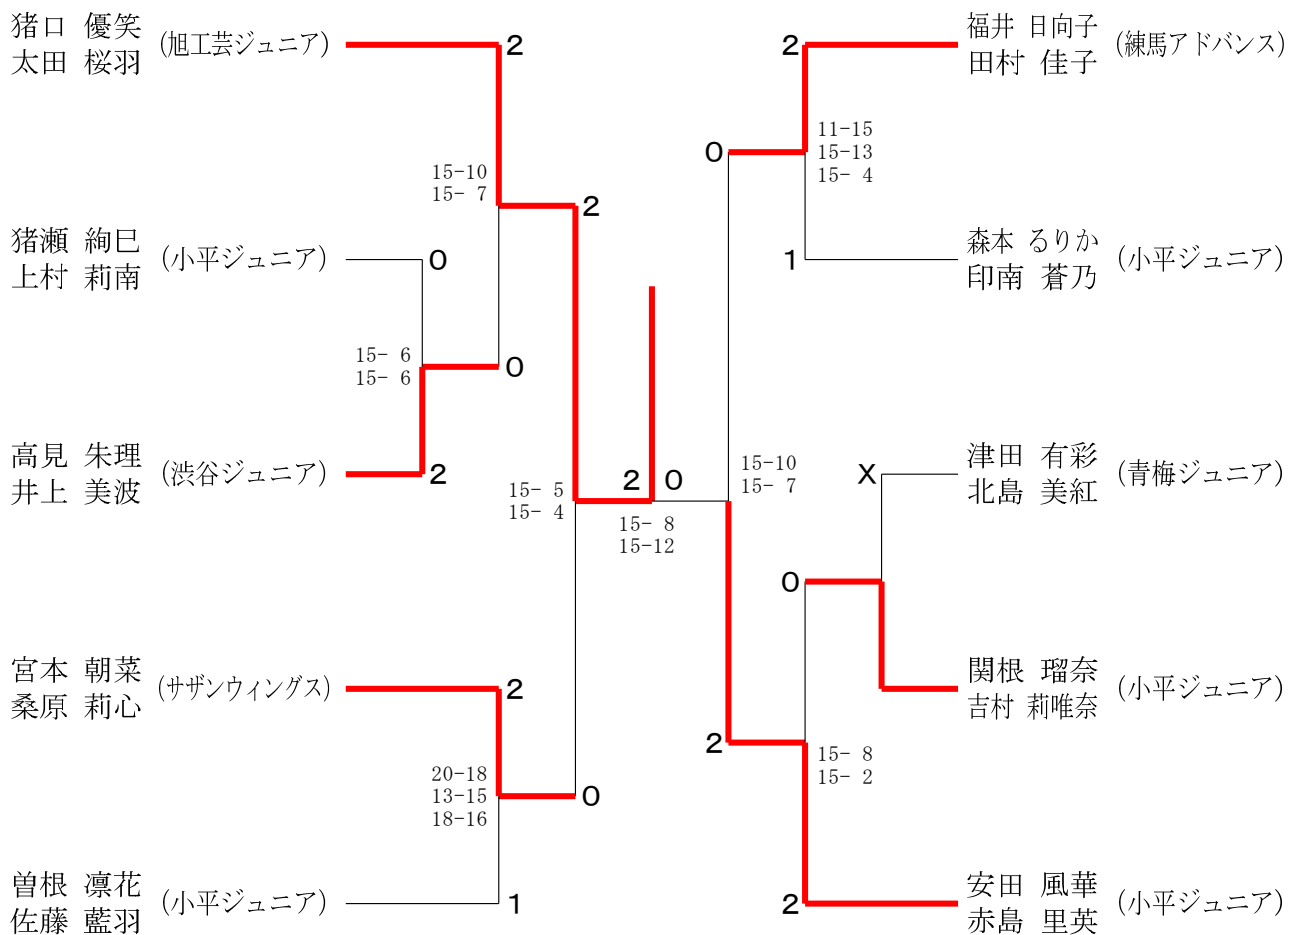 猪口 優笑
太田 桜羽
(旭工芸ジュニア)
2
15-10
15- 7
2
猪瀬 絢巳
上村 莉南
(小平ジュニア)
0
15- 6
15- 6
0
高見 朱理
井上 美波
(渋谷ジュニア)
2
15- 5
15- 4
2 0
15- 8
15-12
宮本 朝菜
桑原 莉心
(サザンウィングス)
2
20-18
13-15
18-16
0
曽根 凛花
佐藤 藍羽
(小平ジュニア)
1
福井 日向子
田村 佳子
(練馬アドバンス)
2
0
11-15
15-13
15- 4
森本 るりか
印南 蒼乃
(小平ジュニア)
1
15-10
15- 7
津田 有彩
北島 美紅
(青梅ジュニア)
X
0
関根 瑠奈
吉村 莉唯奈
(小平ジュニア)
2
15- 8
15- 2
安田 風華
赤島 里英
(小平ジュニア)
2